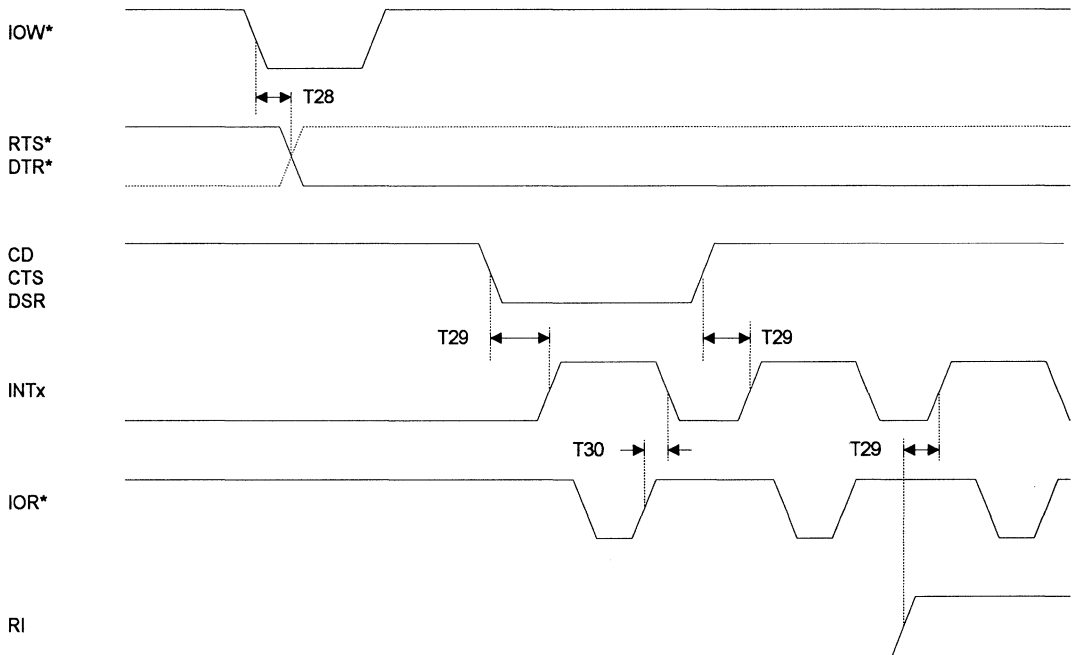 IOW*
T28
RTS*
DTR*
CD
CTS
DSR
T29
T29
INTx
T30
T29
IOR*
RI